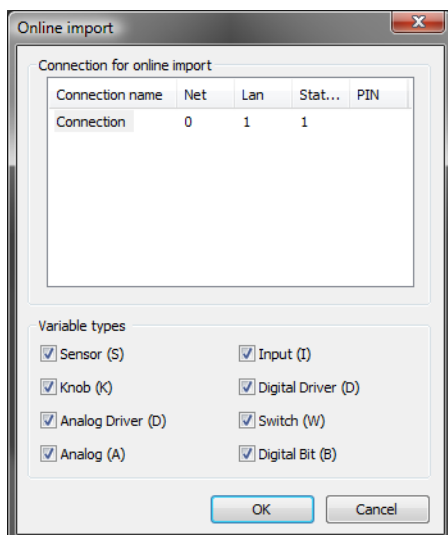 Online import
Connection for online import
Connection name Net Lan Stat... PIN
Connection 0 1 1
Variable types
Sensor (S) Input (I)
Knob (K) Digital Driver (D)
Analog Driver (D) Switch (W)
Analog (A) Digital Bit (B)
OK Cancel